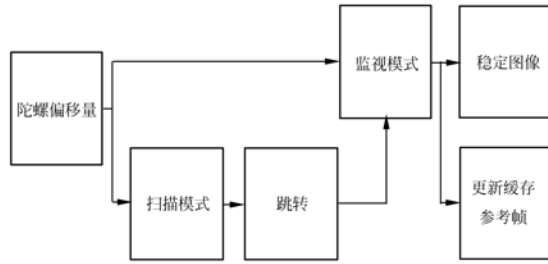 陀螺偏移量
监视模式
稳定图像
扫描模式
跳转
更新缓存
参考帧